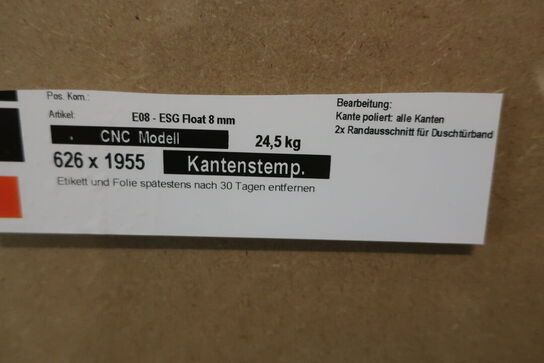 Pos. Kom.:
Artikel: E08 - ESG Float 8 mm
CNC Modell 24,5 kg
626 x 1955 Kantenstemp.
Etikett und Folie spätestens nach 30 Tagen entfernen
Bearbeitung:
Kante poliert: alle Kanten
2x Randausschnitt für Duschtürband